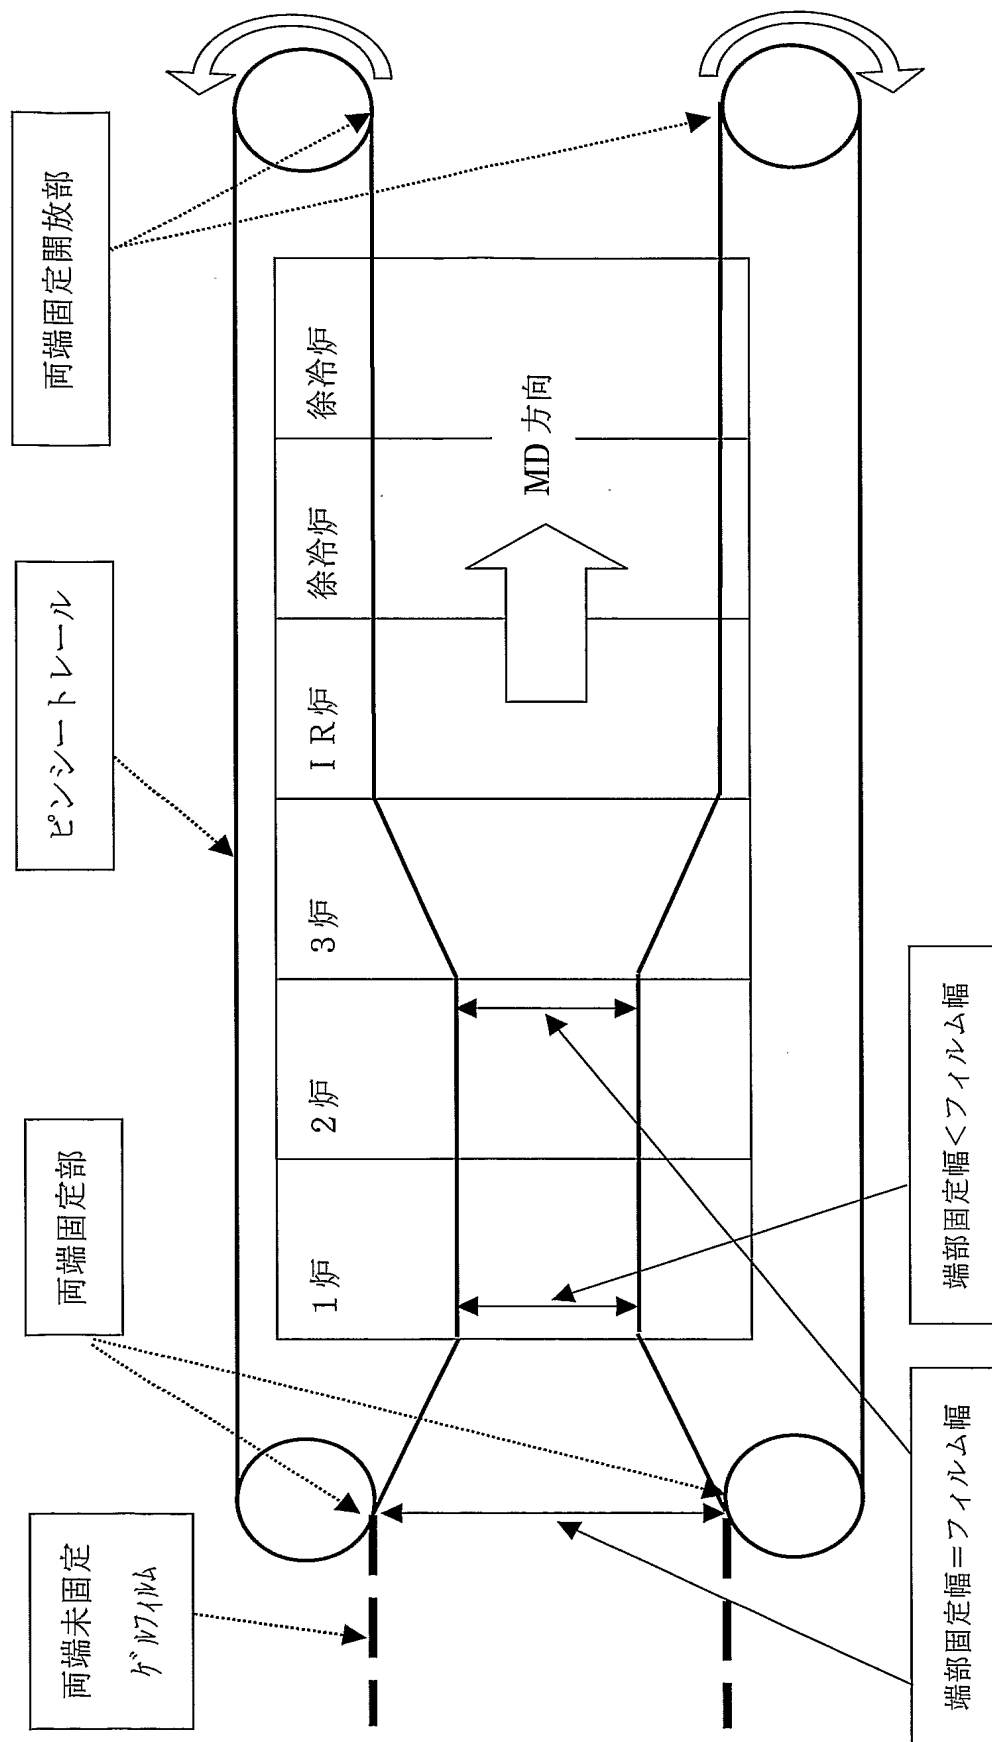 両端未固定
ゲルフィルム
両端固定部
ピンシートレール
両端固定開放部
1炉
2炉
3炉
IR炉
徐冷炉
徐冷炉
MD方向
端部固定幅=フィルム幅
端部固定幅<フィルム幅